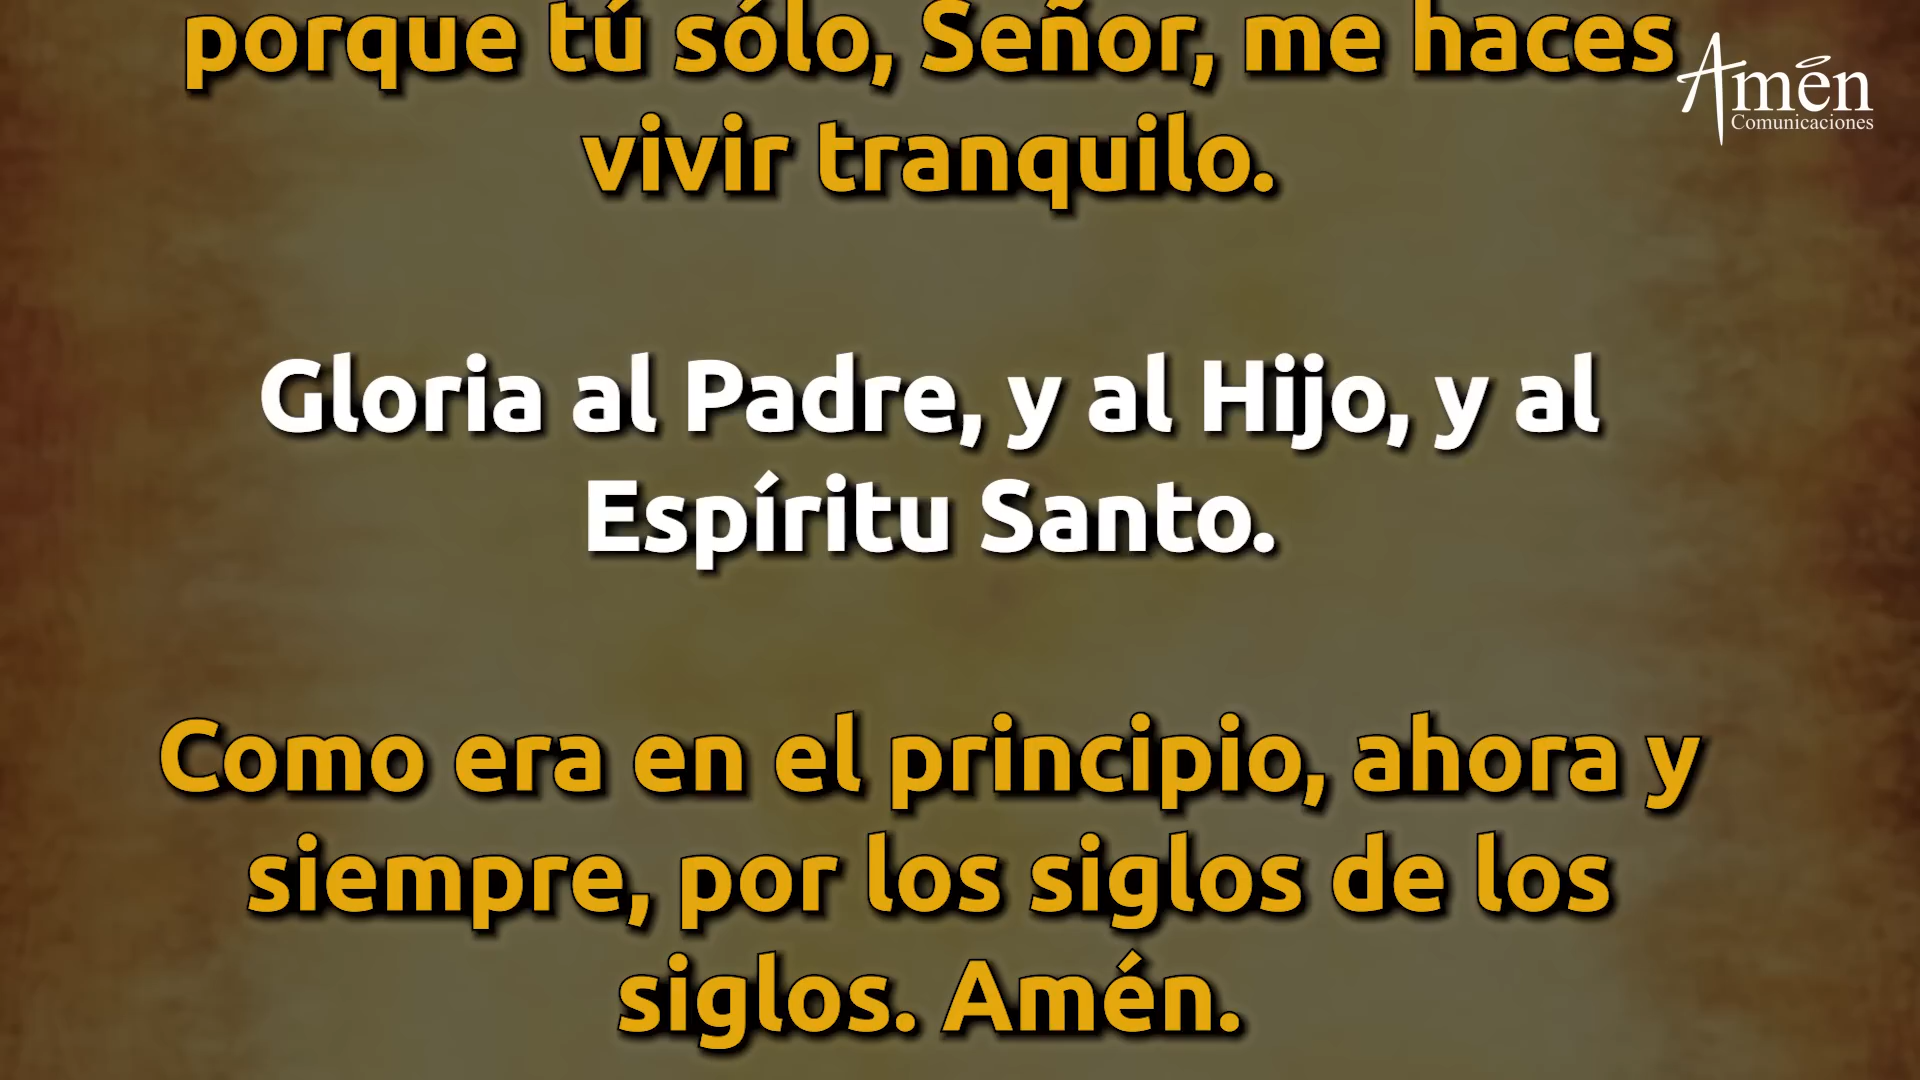 porque tú sólo, Señor, me haces
vivir tranquilo.
Amén
Comunicaciones
Gloria al Padre, y al Hijo, y al
Espíritu Santo.
Como era en el principio, ahora y
siempre, por los siglos de los
siglos. Amén.